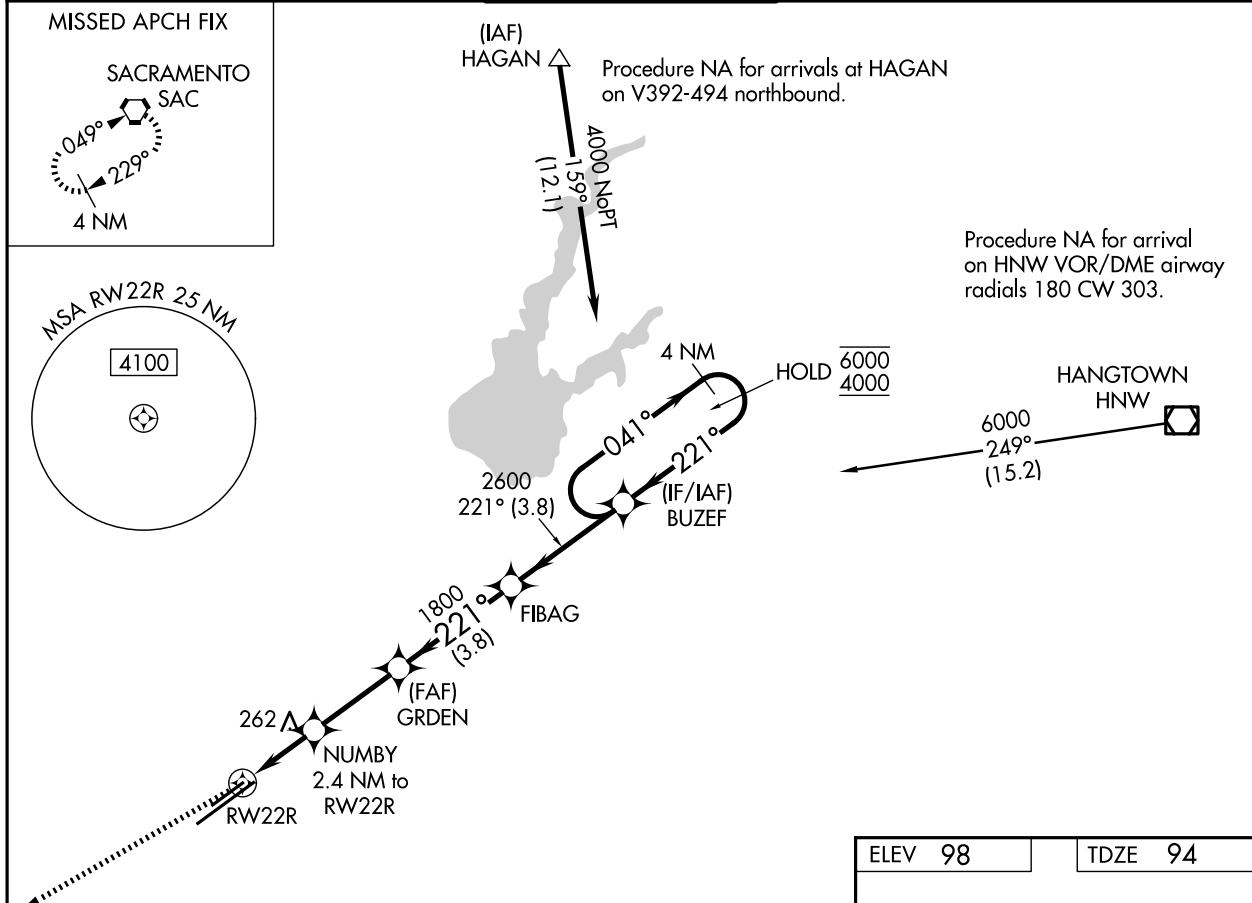 MISSED APCH FIX
SACRAMENTO
SAC
049°
229°
4 NM
(IAF)
HAGAN
Procedure NA for arrivals at HAGAN
on V392-494 northbound.
4000 NoPT
159°
(12.1)
Procedure NA for arrival
on HNW VOR/DME airway
radials 180 CW 303.
MSA RW22R 25 NM
4100
4 NM
HOLD
6000
4000
HANGTOWN
HNW
6000
249°
(15.2)
041°
221°
2600
221° (3.8)
(IF/IAF)
BUZEF
FIBAG
1800
221°
(3.8)
(FAF)
GRDEN
262
NUMBY
2.4 NM to
RW22R
RW22R
ELEV 98
TDZE 94